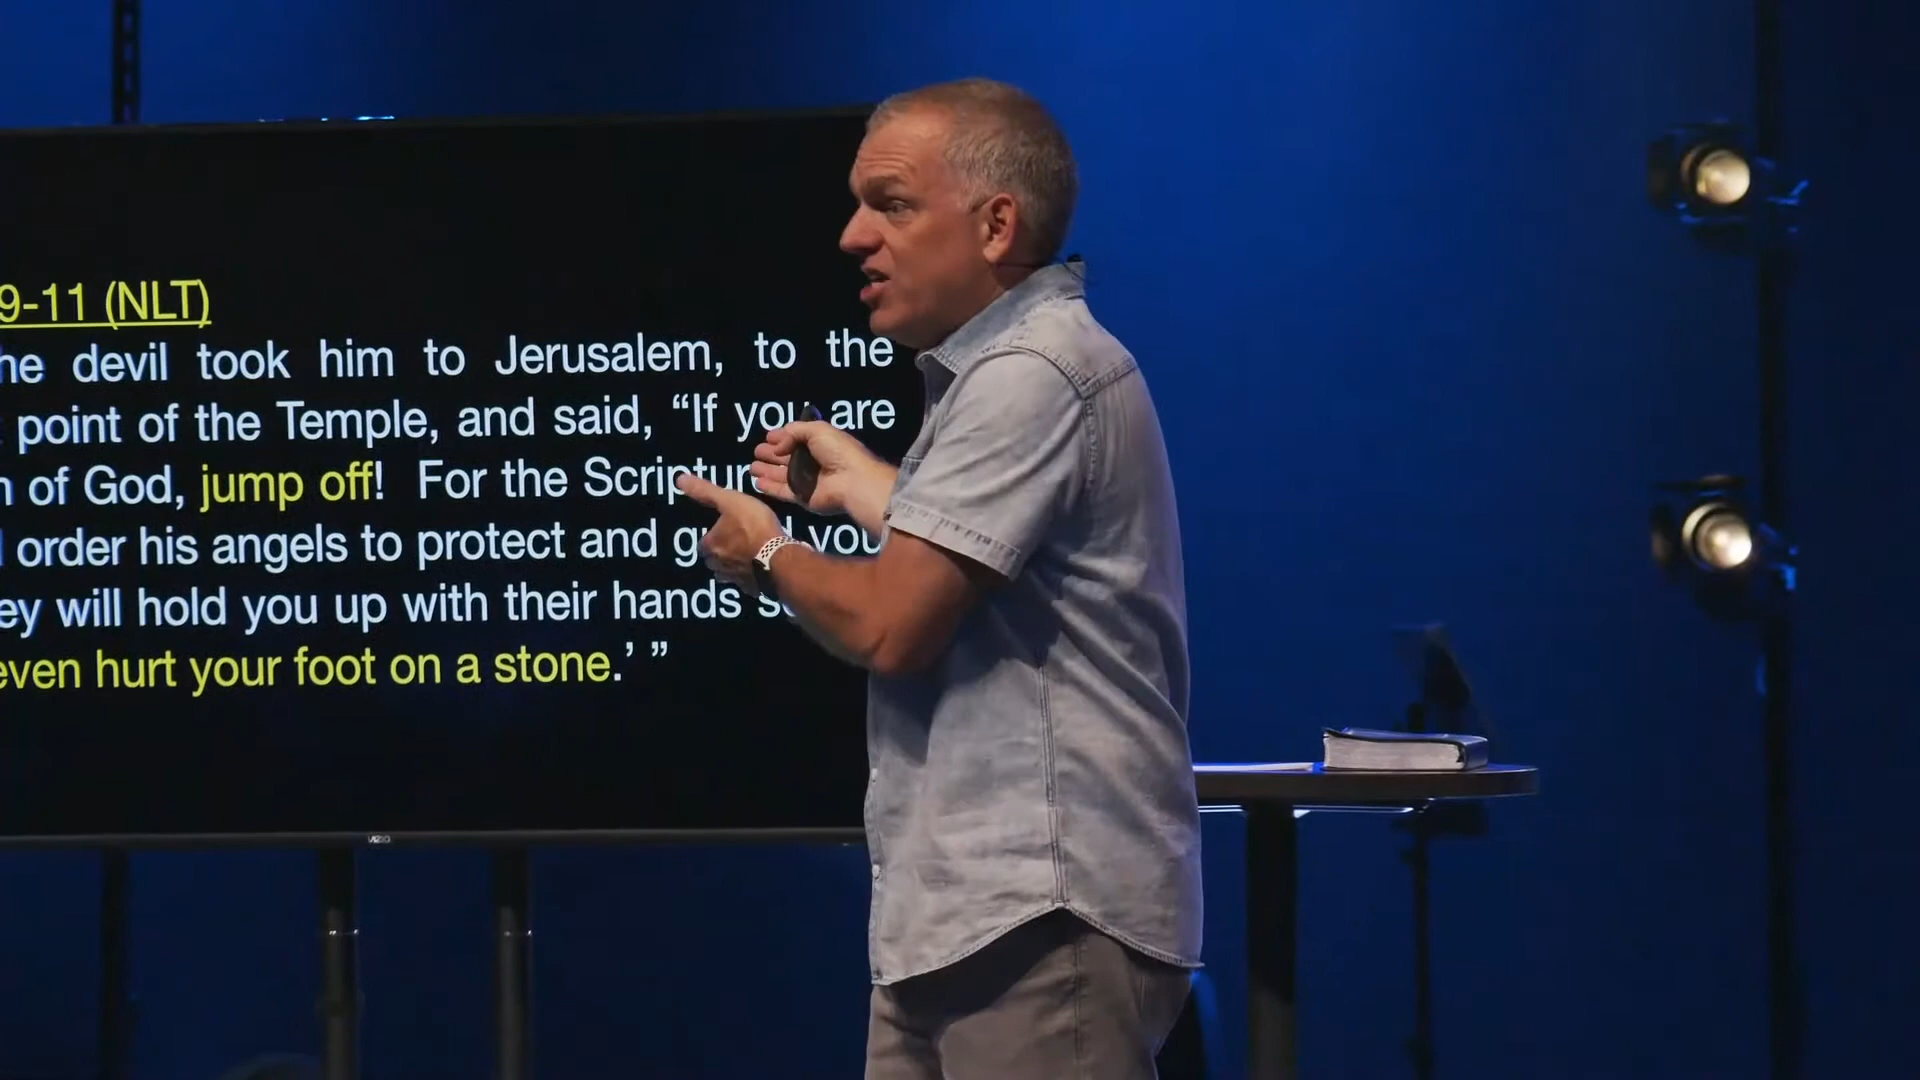 9-11 (NLT)
he devil took him to Jerusalem, to the
point of the Temple, and said, “If you are
n of God, jump off! For the Scripture
order his angels to protect and you
ey will hold you up with their hands
even hurt your foot on a stone.’ ”
VIZIO